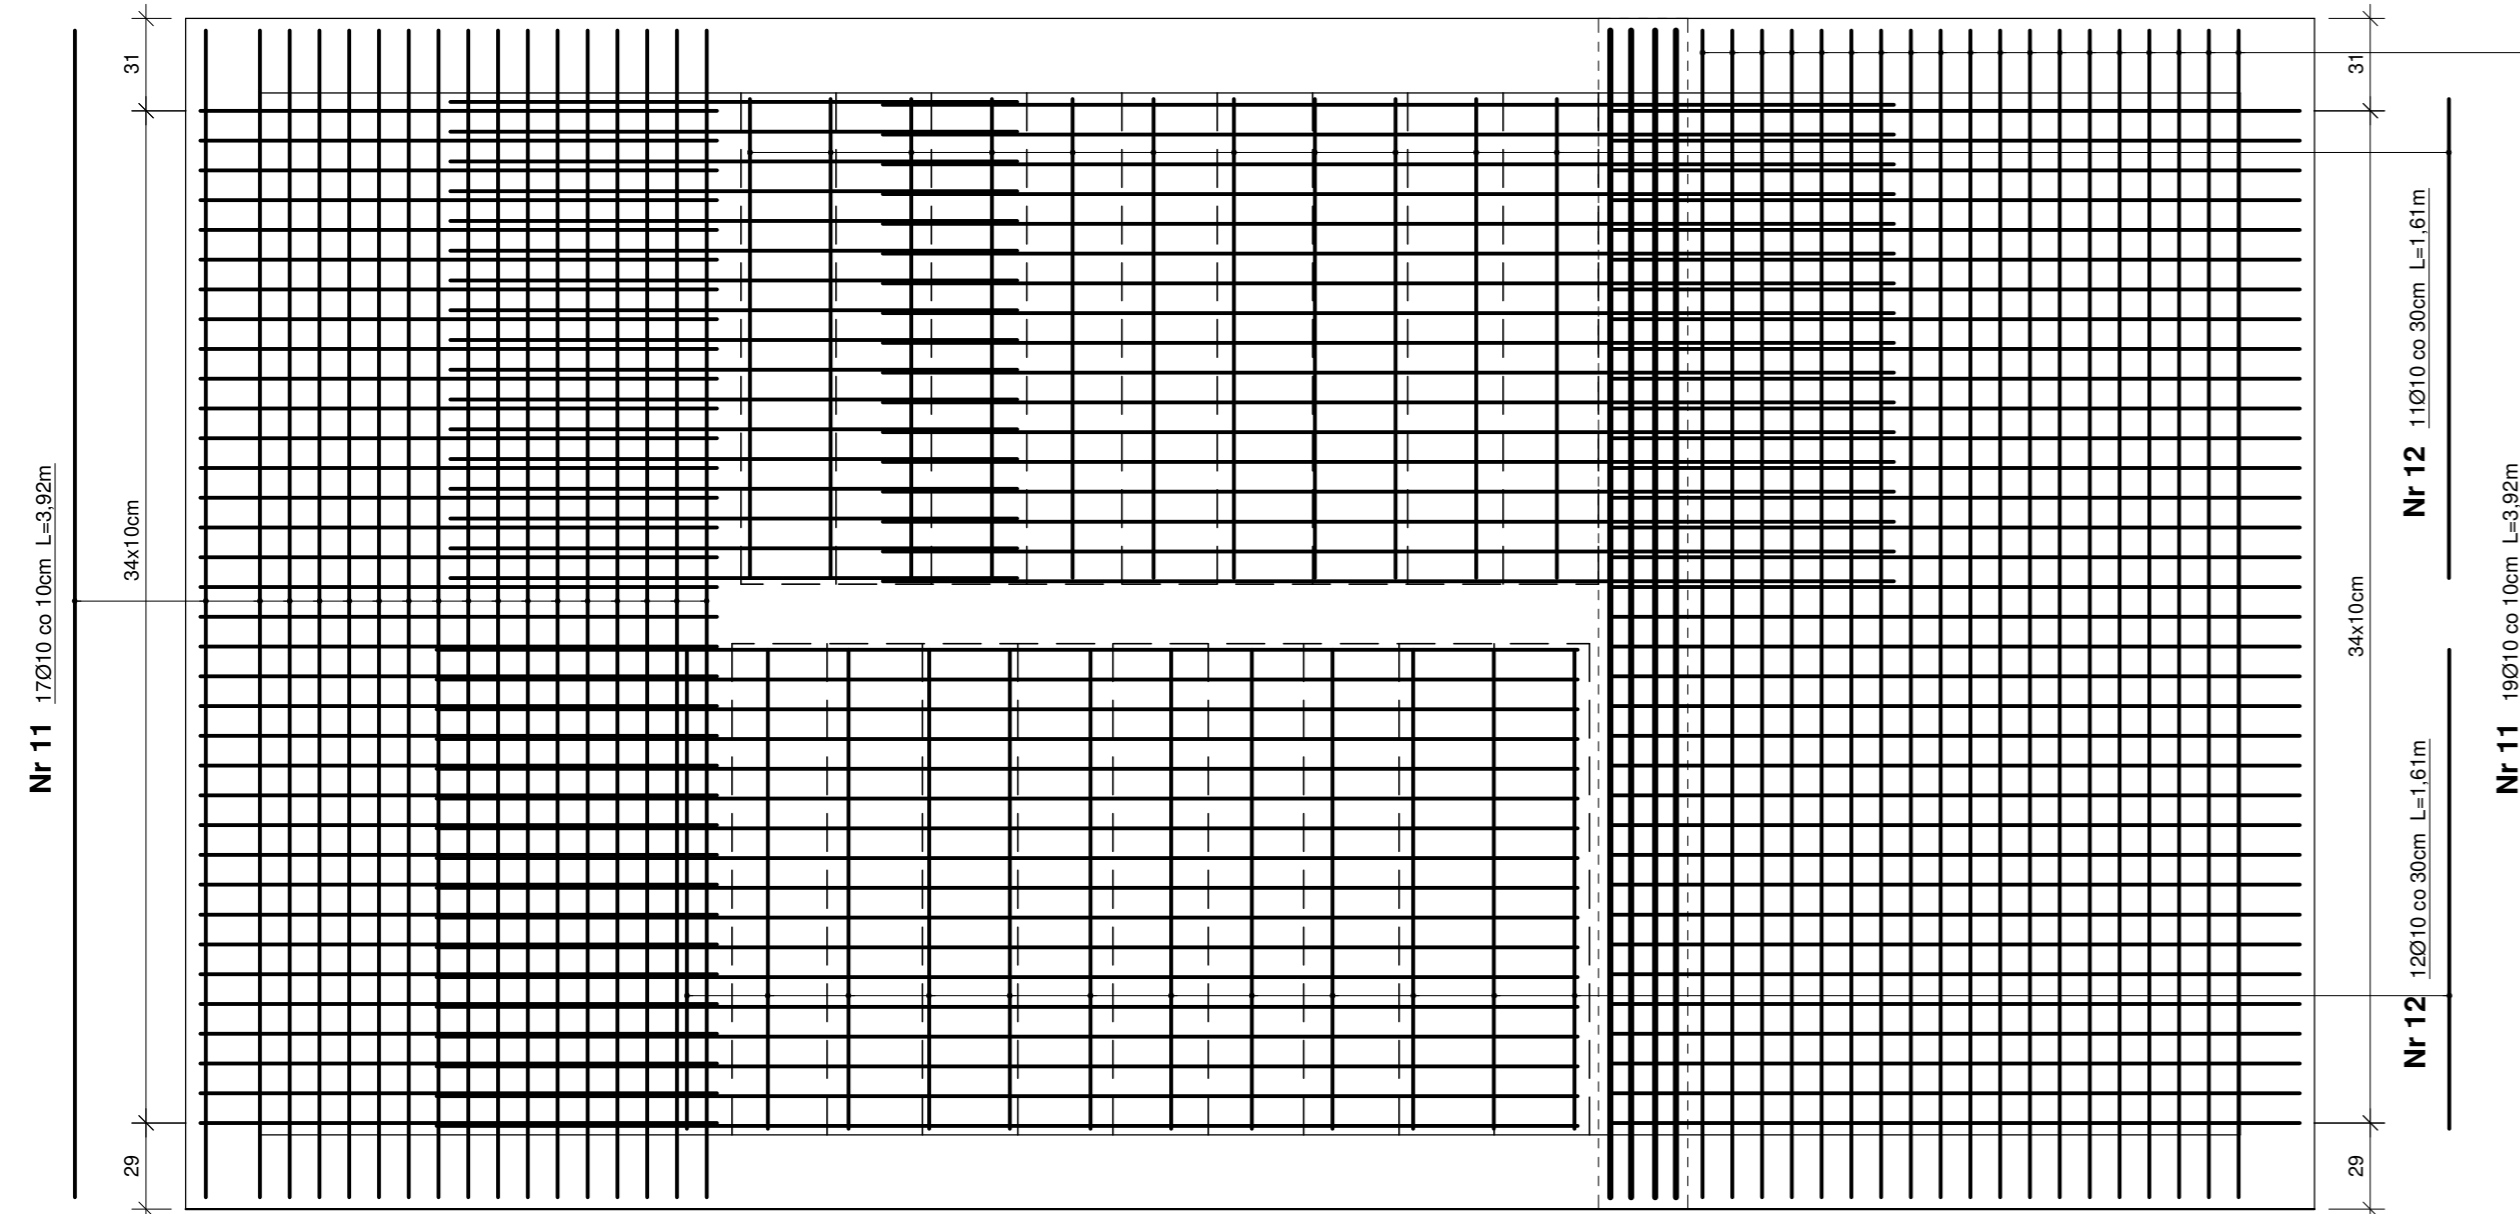 31
34x10cm
29
Nr 11 17Ø10 co 10cm L=3,92m
31
34x10cm
29
Nr 12 11Ø10 co 30cm L=1,61m
Nr 12 12Ø10 co 30cm L=1,61m
Nr 11 19Ø10 co 10cm L=3,92m